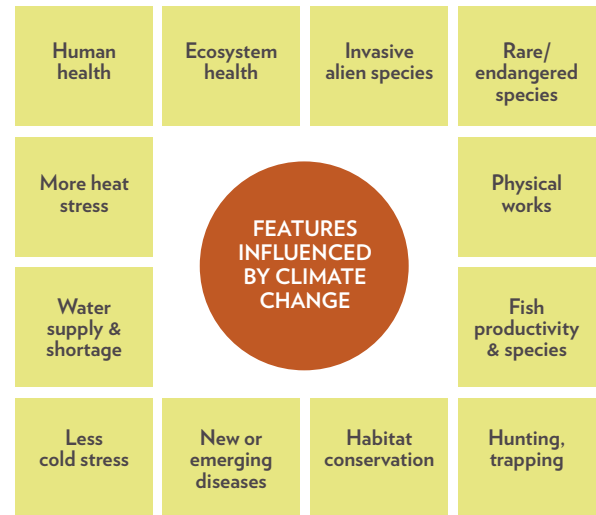 Human
health
Ecosystem
health
Invasive
alien species
Rare/
endangered
species
More heat
stress
FEATURES
INFLUENCED
BY CLIMATE
CHANGE
Physical
works
Water
supply &
shortage
Fish
productivity
& species
Less
cold stress
New or
emerging
diseases
Habitat
conservation
Hunting,
trapping